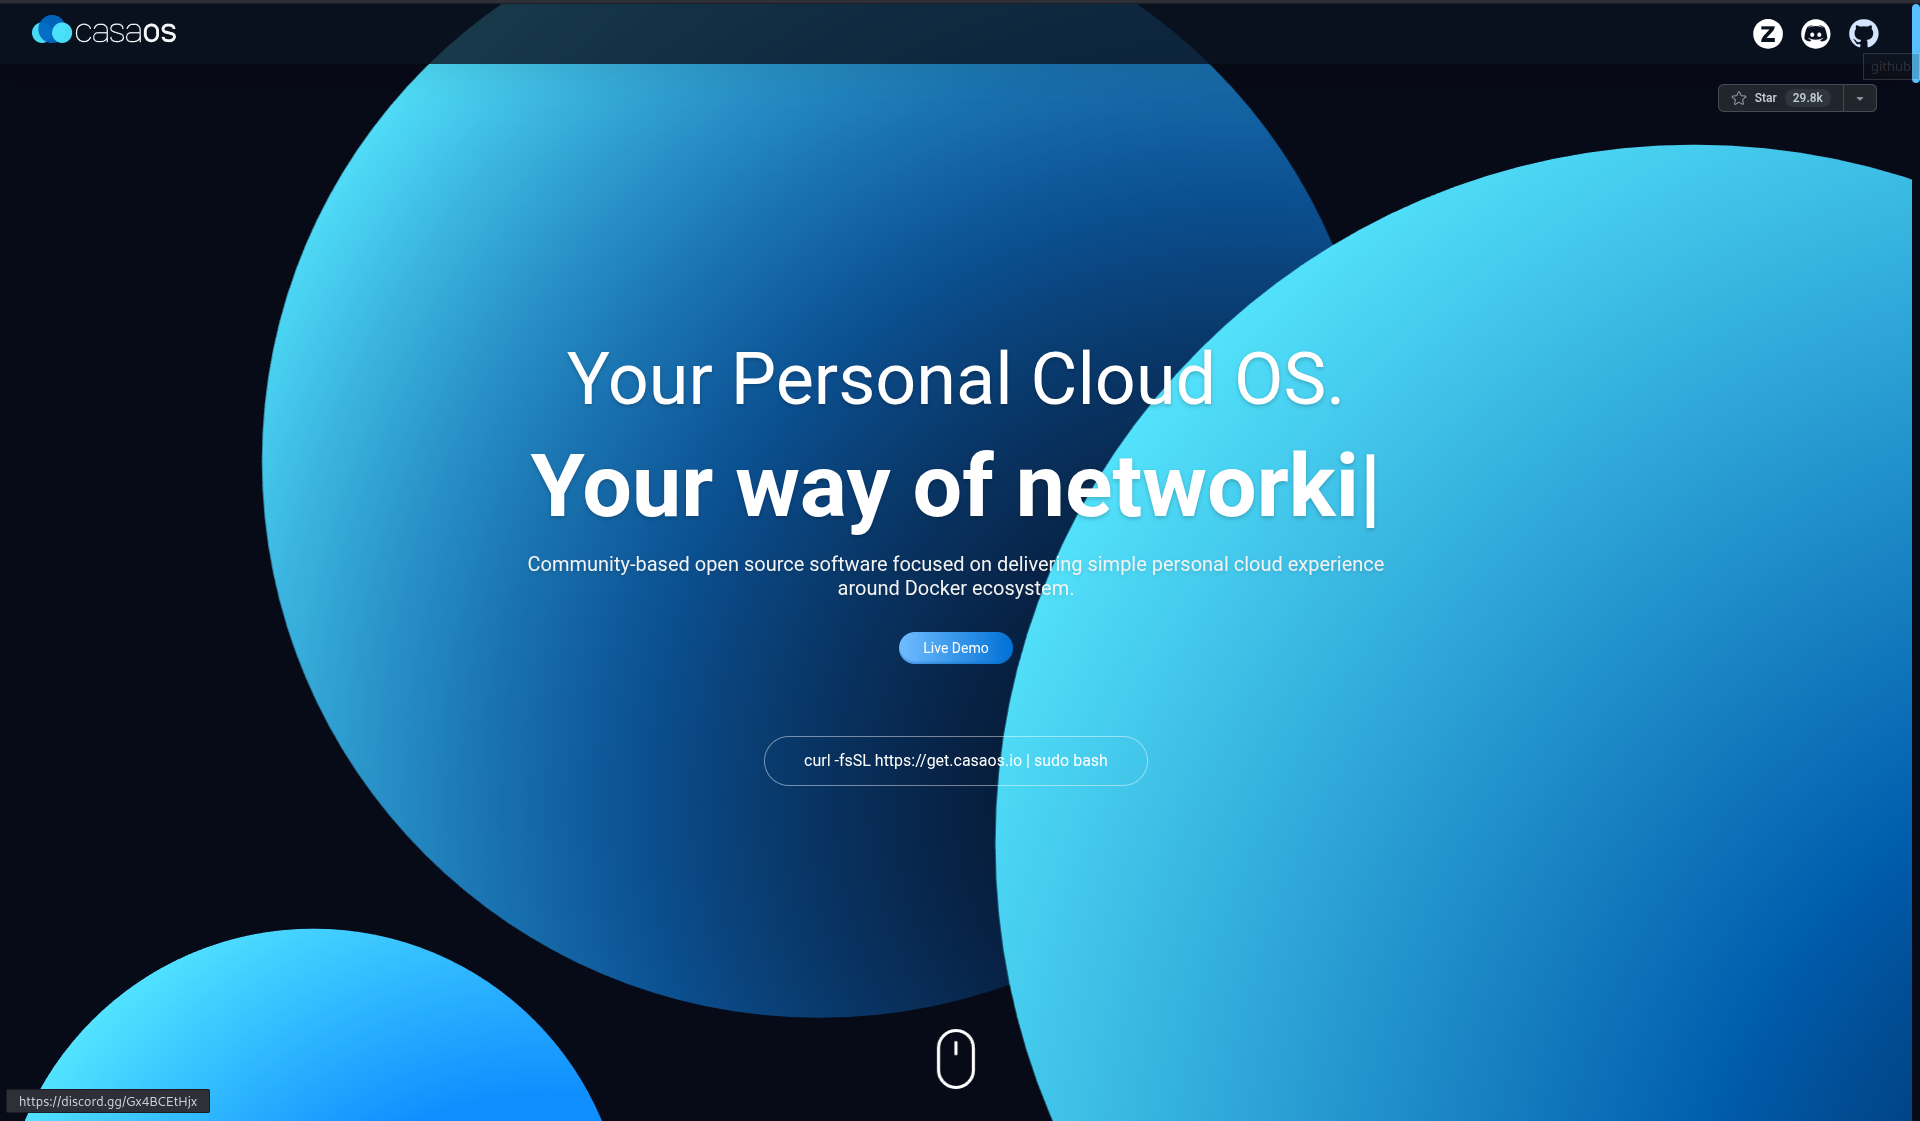 casaos
github
Star 29.8k
Your Personal Cloud OS.
Your way of networki|
Community-based open source software focused on delivering simple personal cloud experience
around Docker ecosystem.
Live Demo
curl -fsSL https://get.casaos.io | sudo bash
https://discord.gg/Gx4BCEtHjx